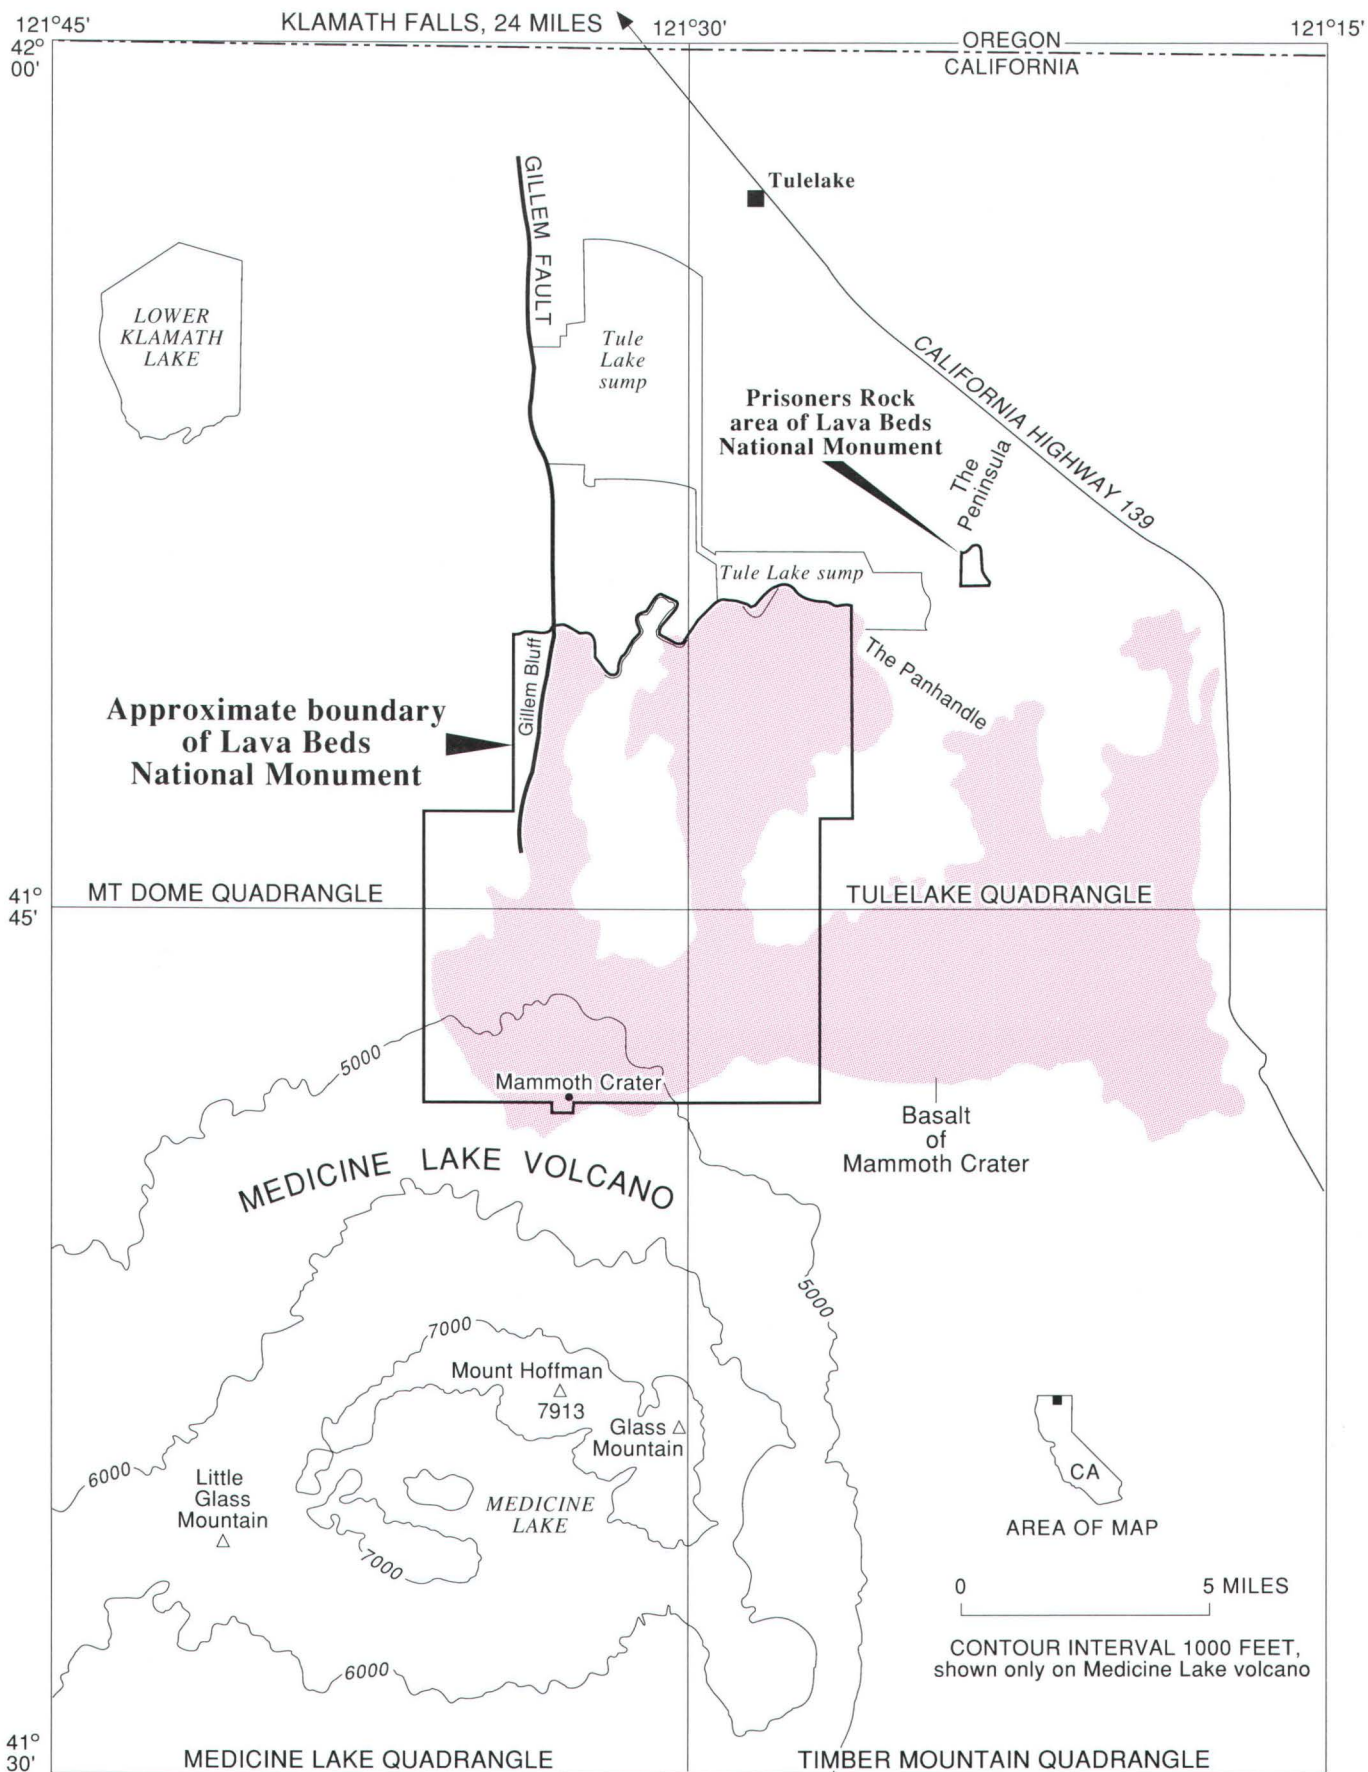 121°45'
KLAMATH FALLS, 24 MILES
121°30'
121°15'
42°
00'
OREGON
CALIFORNIA
GILLEM FAULT
Tulelake
LOWER
KLAMATH
LAKE
Tule
Lake
sump
CALIFORNIA HIGHWAY 139
Prisoners Rock
area of Lava Beds
National Monument
The
Peninsula
Tule Lake sump
Gillem Bluff
The Panhandle
Approximate boundary
of Lava Beds
National Monument
41°
45'
MT DOME QUADRANGLE
TULELAKE QUADRANGLE
5000
Mammoth Crater
Basalt
of
Mammoth Crater
MEDICINE LAKE VOLCANO
5000
7000
Mount Hoffman
7913
Glass
Mountain
6000
Little
Glass
Mountain
MEDICINE
LAKE
7000
CA
AREA OF MAP
0 5 MILES
CONTOUR INTERVAL 1000 FEET,
shown only on Medicine Lake volcano
6000
41°
30'
MEDICINE LAKE QUADRANGLE
TIMBER MOUNTAIN QUADRANGLE